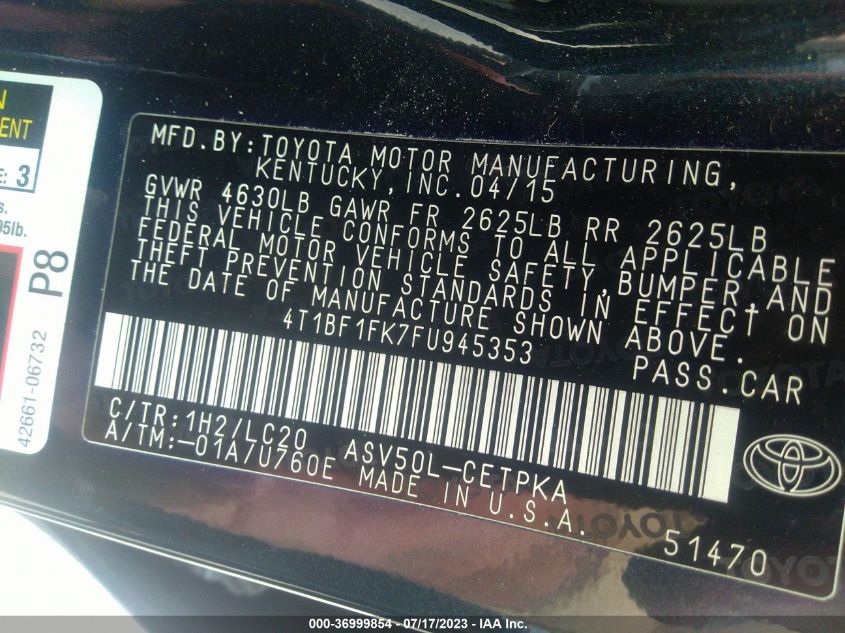 N
ENT
E: 3
s.
95lb.
P8
42661-06732
MFD.BY:TOYOTA MOTOR MANUFACTURING,
KENTUCKY, INC.04/15
GVWR 4630LB GAWR FR 2625LB RR 2625LB
THIS VEHICLE CONFORMS TO ALL APPLICABLE
FEDERAL MOTOR VEHICLE SAFETY,BUMPER,AND
THEFT PREVENTION STANDARDS IN EFFECT ON
THE DATE OF MANUFACTURE SHOWN ABOVE.
4T1BF1FK7FU945353
PASS.CAR
C/TR:1H2/LC20
A/TM:-01A/U760E
ASV50L-CETPKA
MADE IN U.S.A.
51470
000-36999854 - 07/17/2023 - IAA Inc.